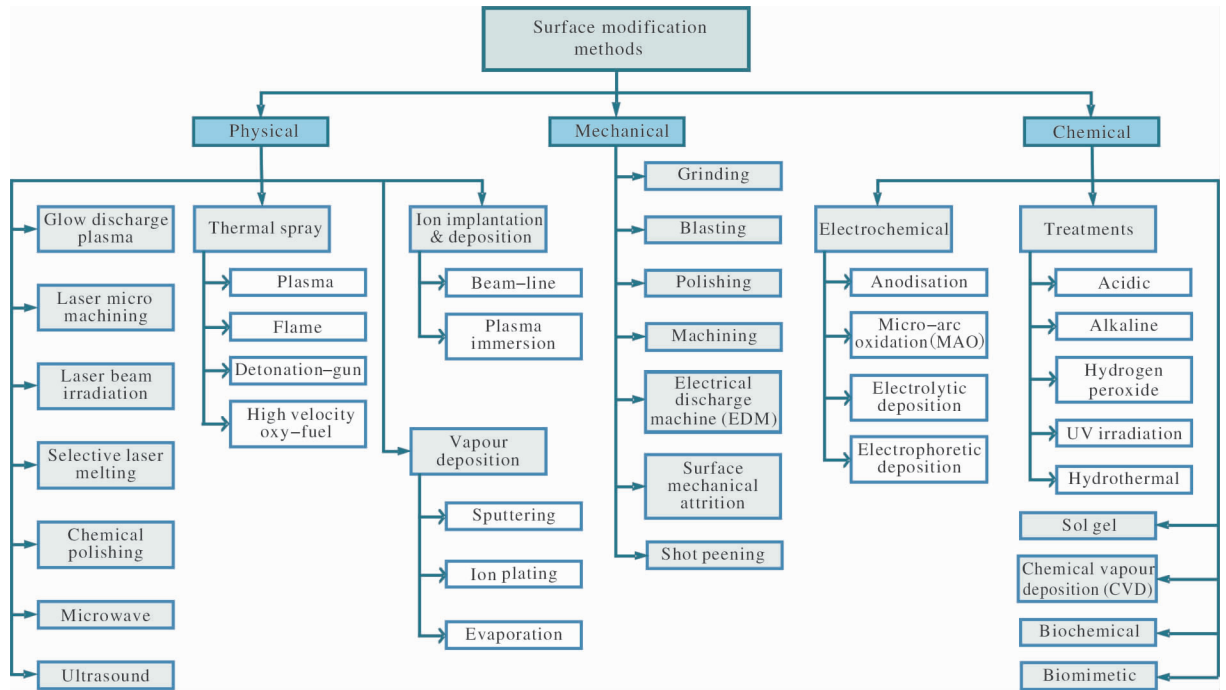 Surface modification
methods
Physical
Mechanical
Chemical
Glow discharge
plasma
Laser micro
machining
Laser beam
irradiation
Selective laser
melting
Chemical
polishing
Microwave
Ultrasound
Thermal spray
Plasma
Flame
Detonation-gun
High velocity
oxy-fuel
Ion implantation
& deposition
Beam-line
Plasma
immersion
Vapour
deposition
Sputtering
Ion plating
Evaporation
Grinding
Blasting
Polishing
Machining
Electrical
discharge
machine (EDM)
Surface
mechanical
attrition
Shot peening
Electrochemical
Anodisation
Micro-arc
oxidation(MAO)
Electrolytic
deposition
Electrophoretic
deposition
Treatments
Acidic
Alkaline
Hydrogen
peroxide
UV irradiation
Hydrothermal
Sol gel
Chemical vapour
deposition (CVD)
Biochemical
Biomimetic